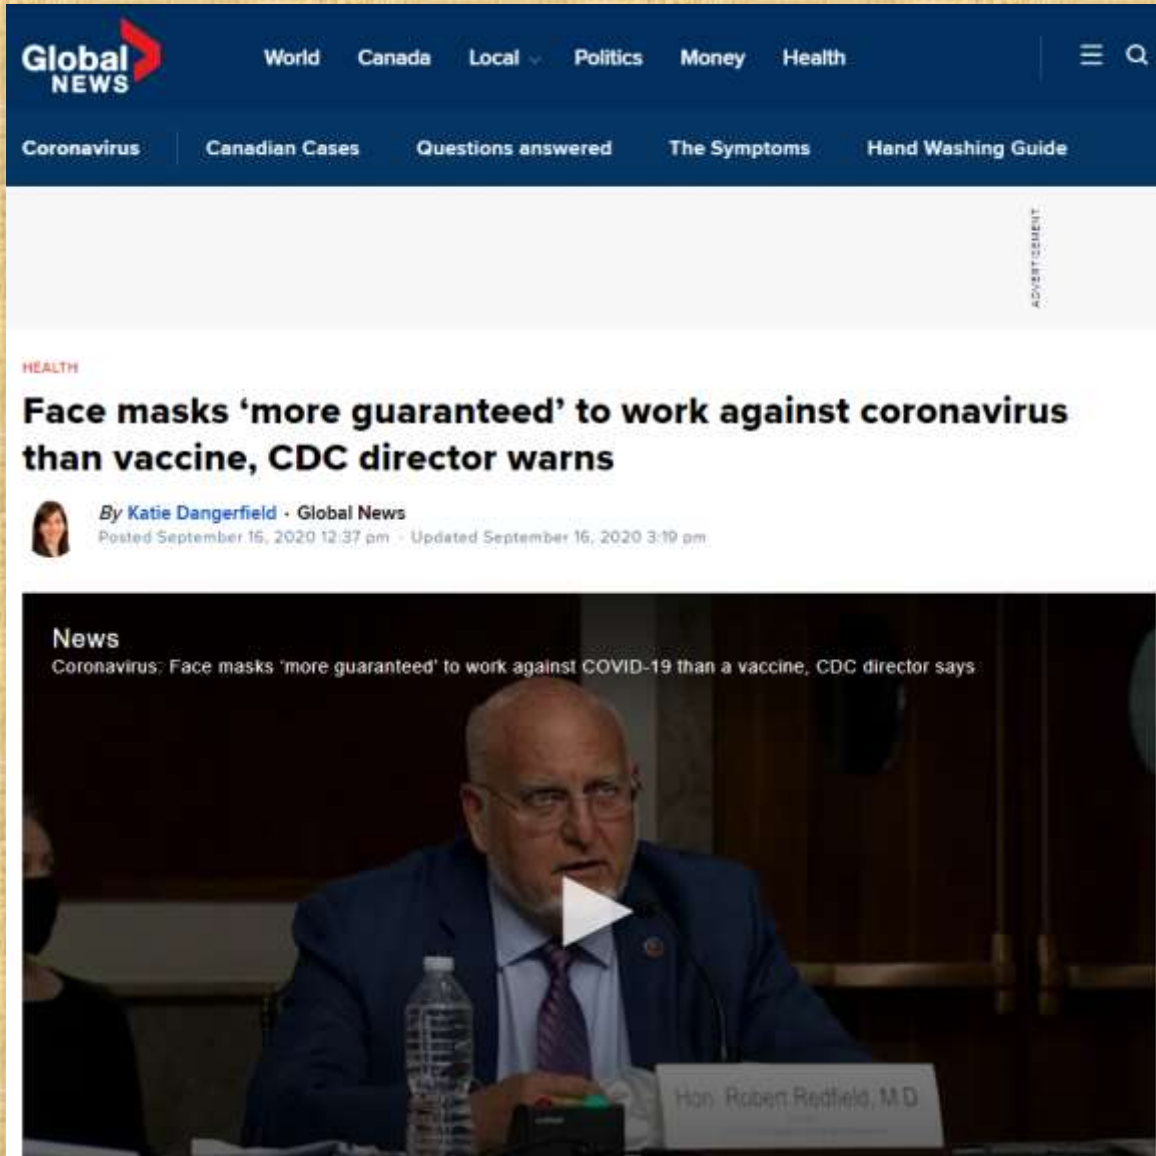 Global
NEWS
World Canada Local Politics Money Health
Coronavirus Canadian Cases Questions answered The Symptoms Hand Washing Guide
ADVERTISEMENT
HEALTH
Face masks ‘more guaranteed’ to work against coronavirus
than vaccine, CDC director warns
By Katie Dangerfield · Global News
Posted September 16, 2020 12:37 pm · Updated September 16, 2020 3:19 pm
News
Coronavirus: Face masks ‘more guaranteed’ to work against COVID-19 than a vaccine, CDC director says
Hon. Robert Redfield, M.D.